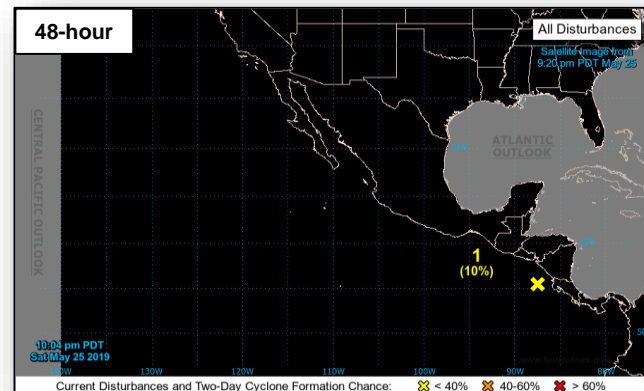 48-hour
All Disturbances
Satellite Image from
9:20 pm PDT May 25
CENTRAL PACIFIC OUTLOOK
ATLANTIC
OUTLOOK
1
(10%)
10:04 pm PDT
Sat May 25 2019
130W
120W
110W
100W
90W
Current Disturbances and Two-Day Cyclone Formation Chance:
< 40%
40-60%
> 60%